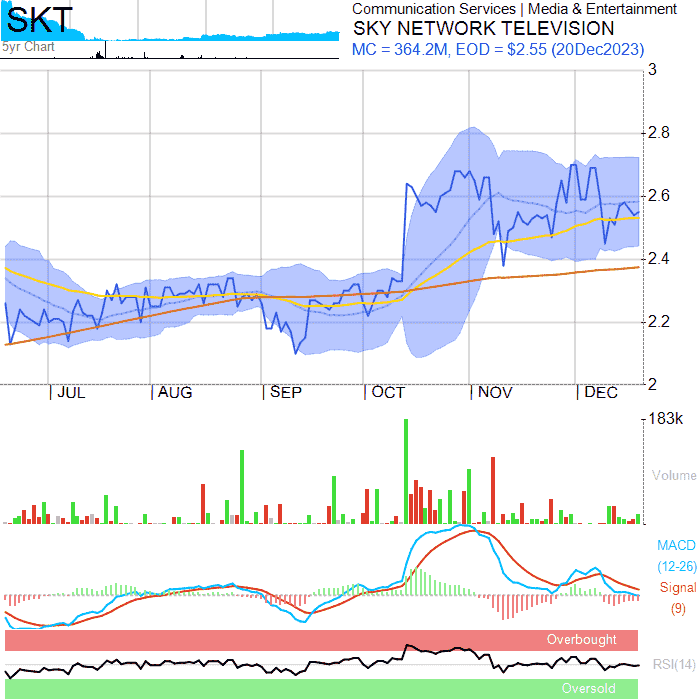 SKT
5yr Chart
Communication Services | Media & Entertainment
SKY NETWORK TELEVISION
MC = 364.2M, EOD = $2.55 (20Dec2023)
3
2.8
2.6
2.4
2.2
2
| JUL | AUG | SEP | OCT | NOV | DEC
183k
Volume
MACD
(12-26)
Signal
(9)
Overbought
RSI(14)
Oversold